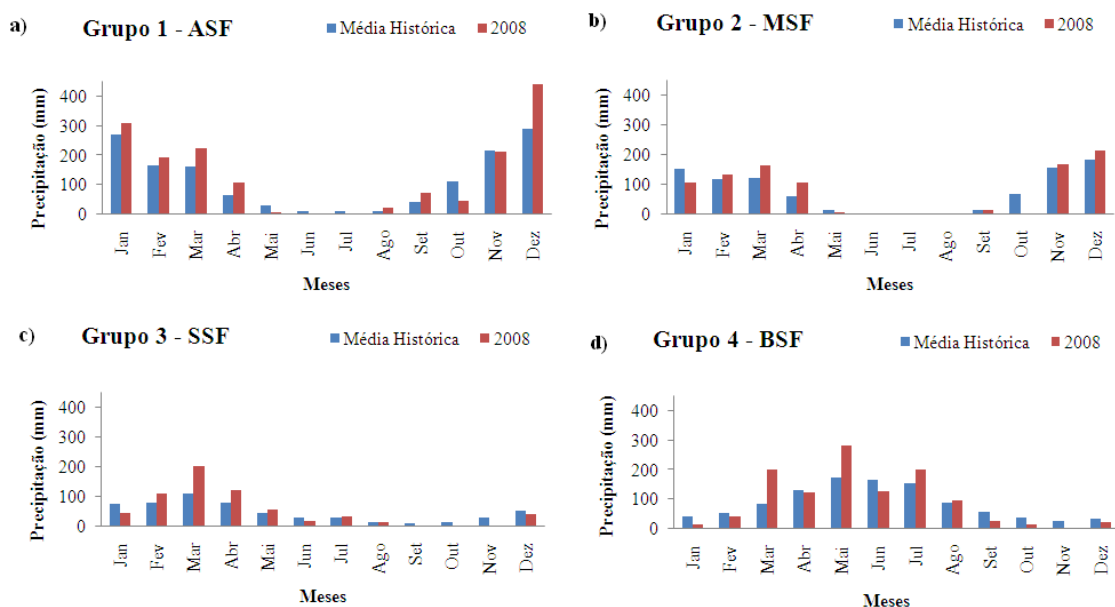 a) Grupo 1 - ASF Média Histórica 2008
Precipitação (mm)
400
300
200
100
0
Jan Fev Mar Abr Mai Jun Jul Ago Set Out Nov Dez
Meses
b) Grupo 2 - MSF Média Histórica 2008
Precipitação (mm)
400
300
200
100
0
Jan Fev Mar Abr Mai Jun Jul Ago Set Out Nov Dez
Meses
c) Grupo 3 - SSF Média Histórica 2008
Precipitação (mm)
400
300
200
100
0
Jan Fev Mar Abr Mai Jun Jul Ago Set Out Nov Dez
Meses
d) Grupo 4 - BSF Média Histórica 2008
Precipitação (mm)
400
300
200
100
0
Jan Fev Mar Abr Mai Jun Jul Ago Set Out Nov Dez
Meses